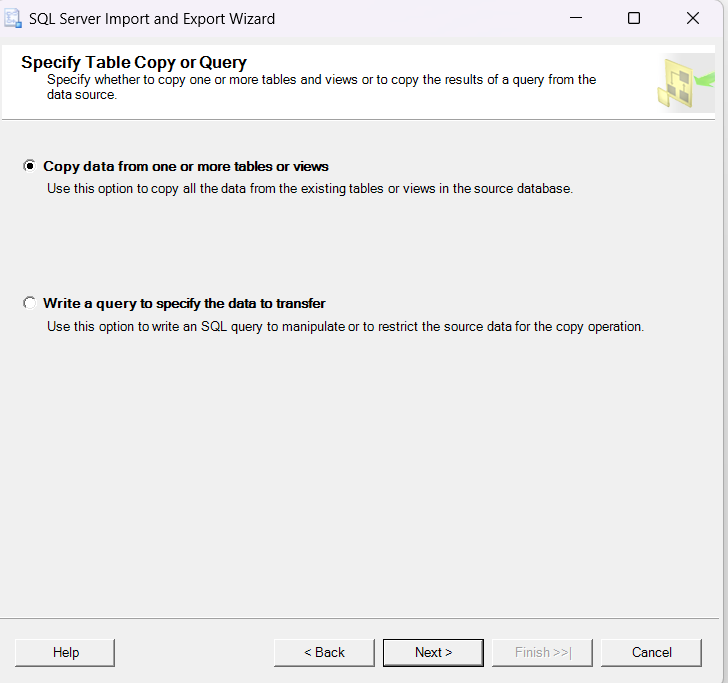 SQL Server Import and Export Wizard
Specify Table Copy or Query
Specify whether to copy one or more tables and views or to copy the results of a query from the
data source.
Copy data from one or more tables or views
Use this option to copy all the data from the existing tables or views in the source database.
Write a query to specify the data to transfer
Use this option to write an SQL query to manipulate or to restrict the source data for the copy operation.
Help
< Back
Next >
Finish >>|
Cancel